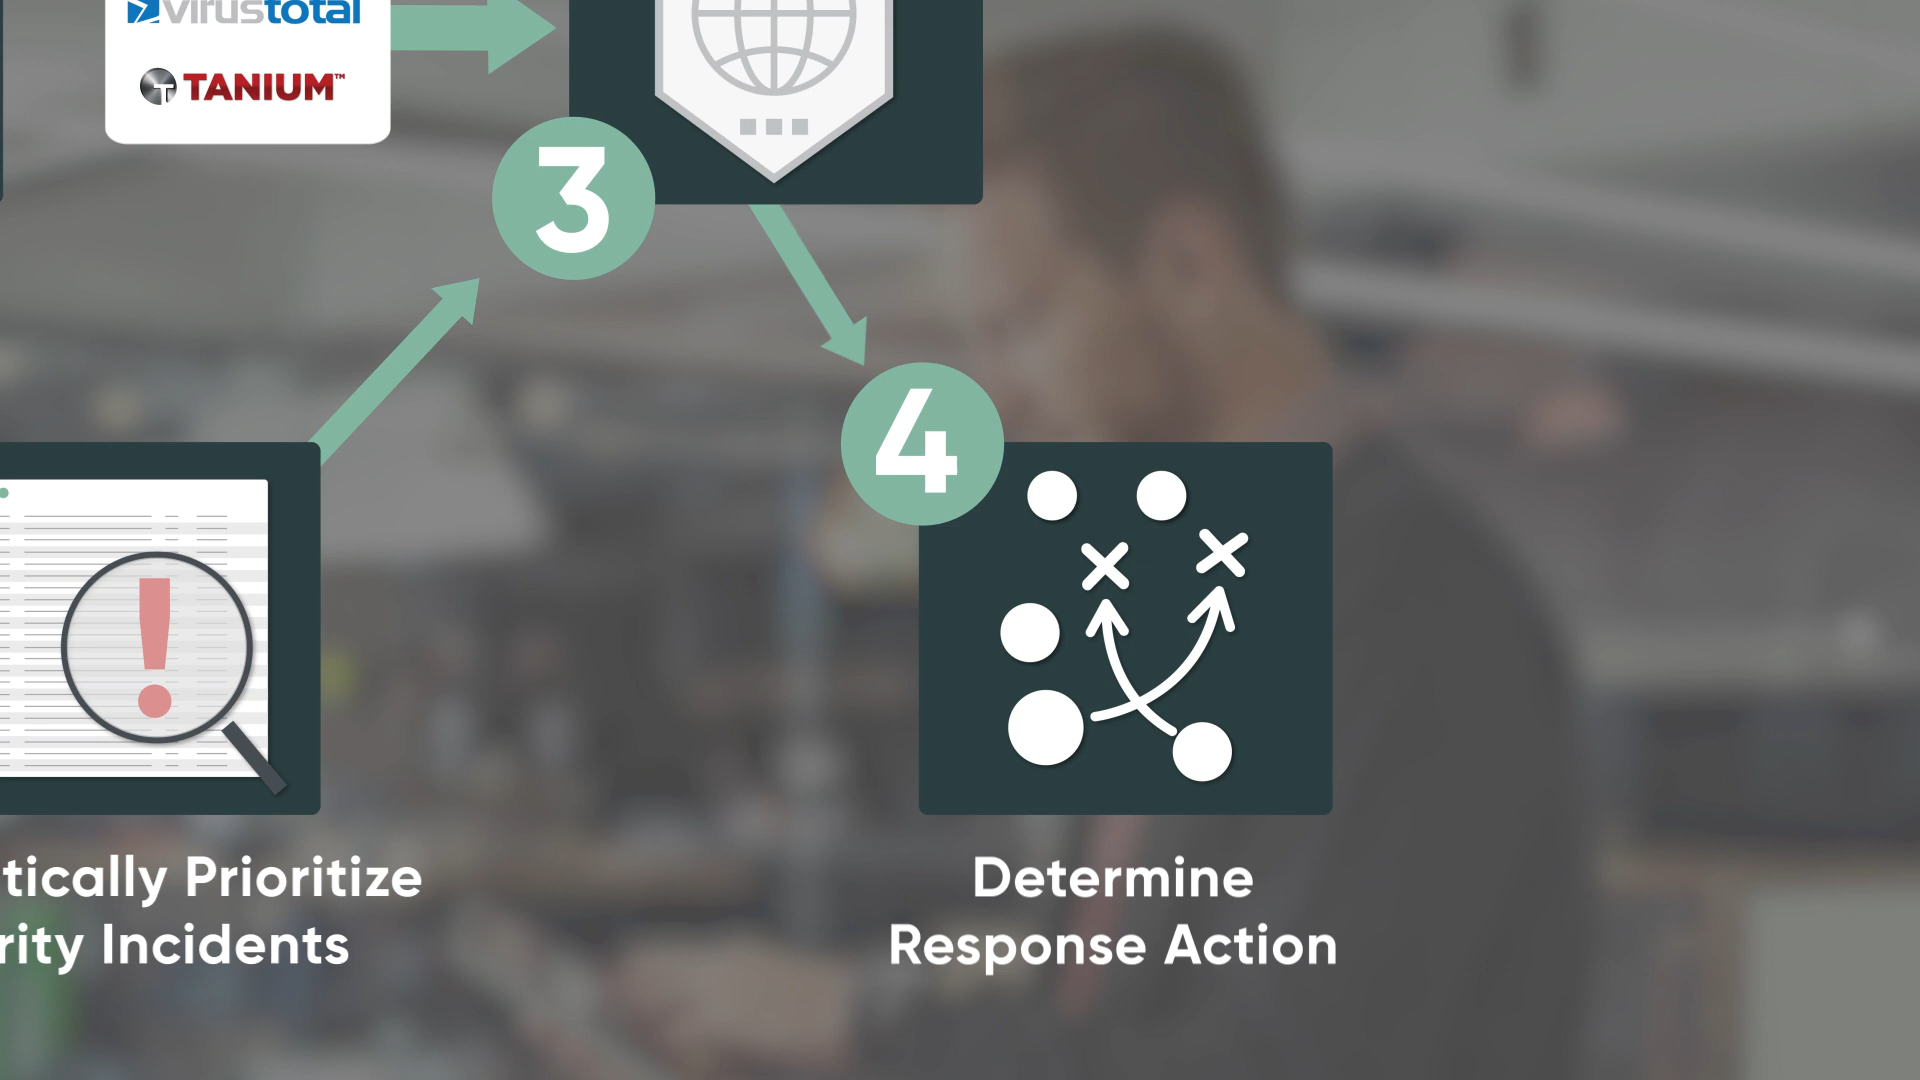 virustotal
TANIUM™
3
4
tically Prioritize
rity Incidents
Determine
Response Action